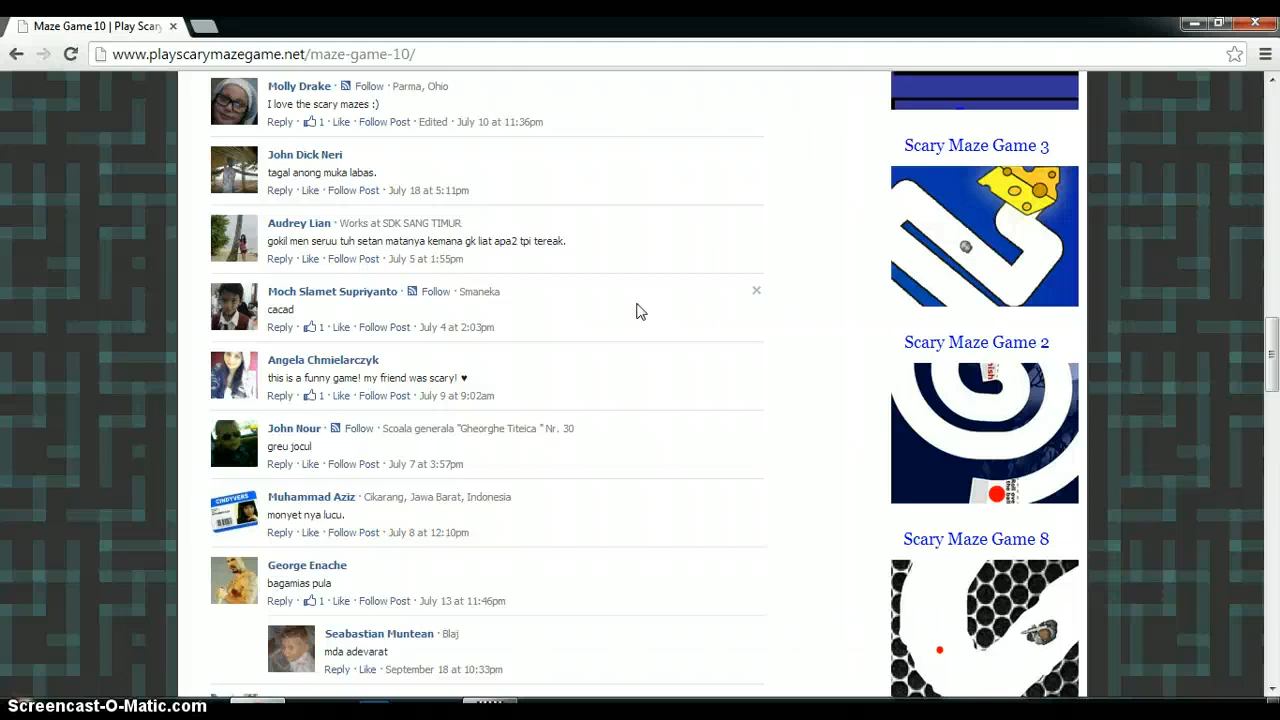 Maze Game 10 | Play Scary
www.playscarymazegame.net/maze-game-10/
Molly Drake · Follow · Parma, Ohio
I love the scary mazes :)
Reply · 1 · Like · Follow Post · Edited · July 10 at 11:36pm
John Dick Neri
tagal anong muka labas.
Reply · Like · Follow Post · July 18 at 5:11pm
Audrey Lian · Works at SDK SANG TIMUR
gokil men seruu tuh setan matanya kemana gk liat apa2 tpi tereak.
Reply · Like · Follow Post · July 5 at 1:55pm
Moch Slamet Supriyanto · Follow · Smaneka
cacad
Reply · 1 · Like · Follow Post · July 4 at 2:03pm
Angela Chmielarczyk
this is a funny game! my friend was scary! ♥
Reply · 1 · Like · Follow Post · July 9 at 9:02am
John Nour · Follow · Scoala generala "Gheorghe Titeica " Nr. 30
greu jocul
Reply · Like · Follow Post · July 7 at 3:57pm
Muhammad Aziz · Cikarang, Jawa Barat, Indonesia
monyet nya lucu.
Reply · Like · Follow Post · July 8 at 12:10pm
CINDYVERS
George Enache
bagamias pula
Reply · 1 · Like · Follow Post · July 13 at 11:46pm
Seabastian Muntean · Blaj
mda adevarat
Reply · Like · September 18 at 10:33pm
Scary Maze Game 3
Scary Maze Game 2
Scary Maze Game 8
Screencast-O-Matic.com